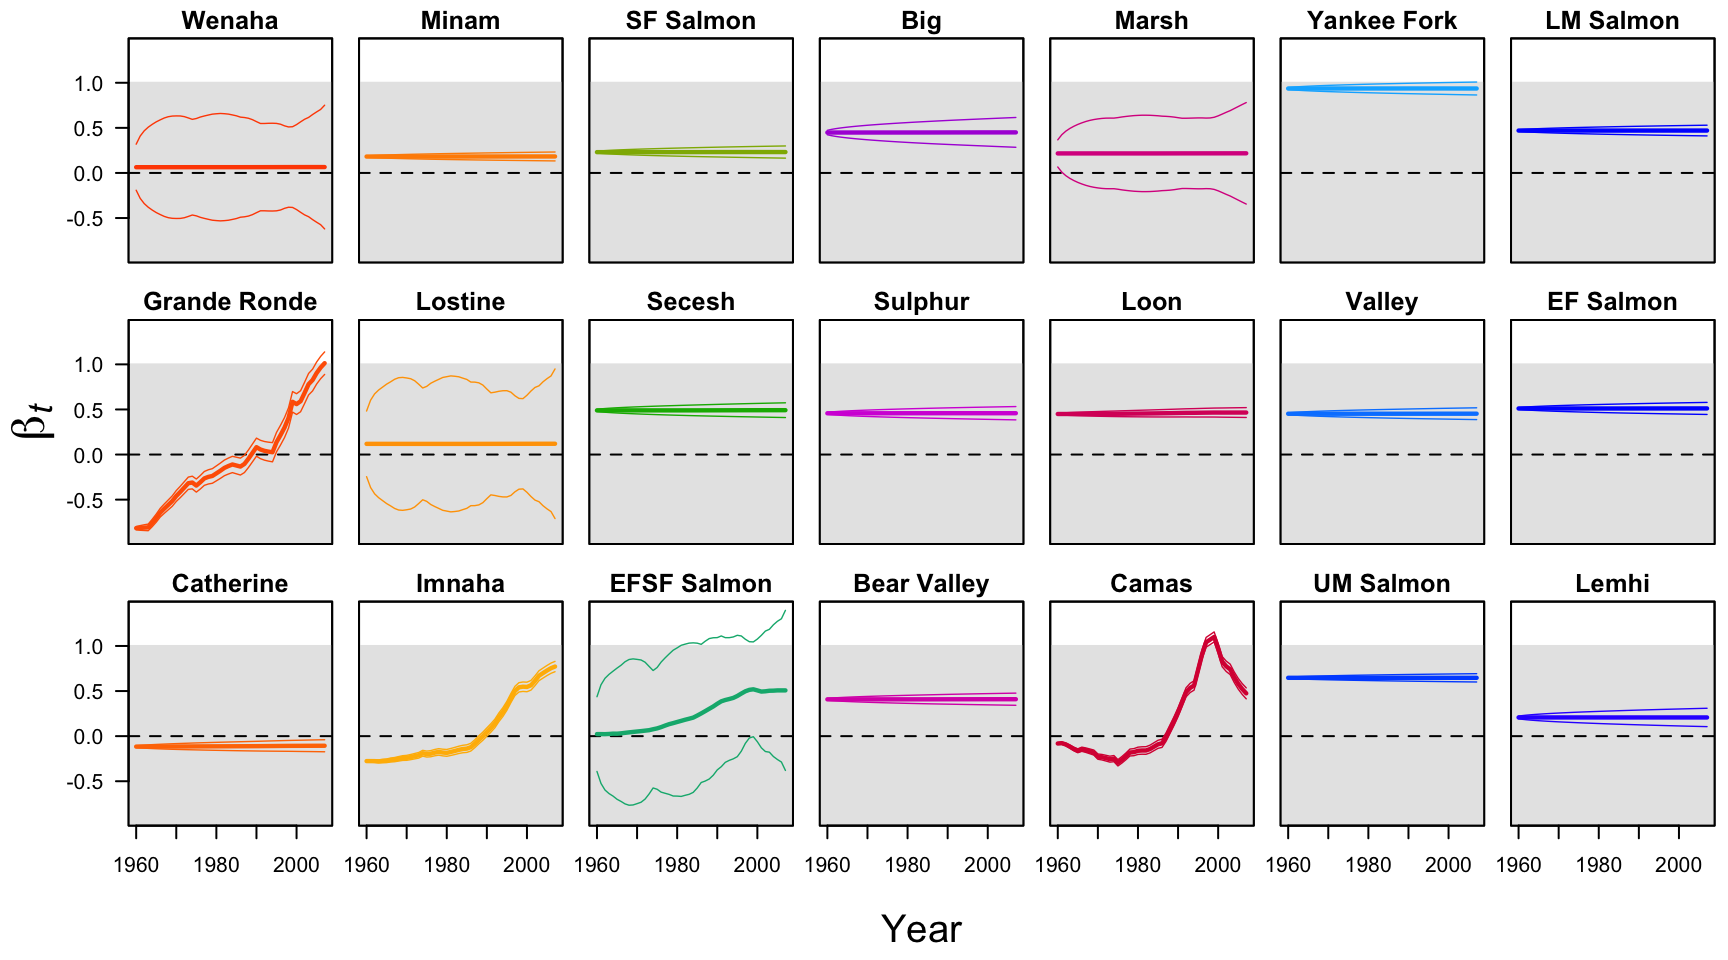 Wenaha Minam SF Salmon Big Marsh Yankee Fork LM Salmon
1.0
0.5
0.0
-0.5
Grande Ronde Lostine Secesh Sulphur Loon Valley EF Salmon
1.0
0.5
0.0
-0.5
βt
Catherine Imnaha EFSF Salmon Bear Valley Camas UM Salmon Lemhi
1.0
0.5
0.0
-0.5
1960 1980 2000 1960 1980 2000 1960 1980 2000 1960 1980 2000 1960 1980 2000 1960 1980 2000 1960 1980 2000
Year